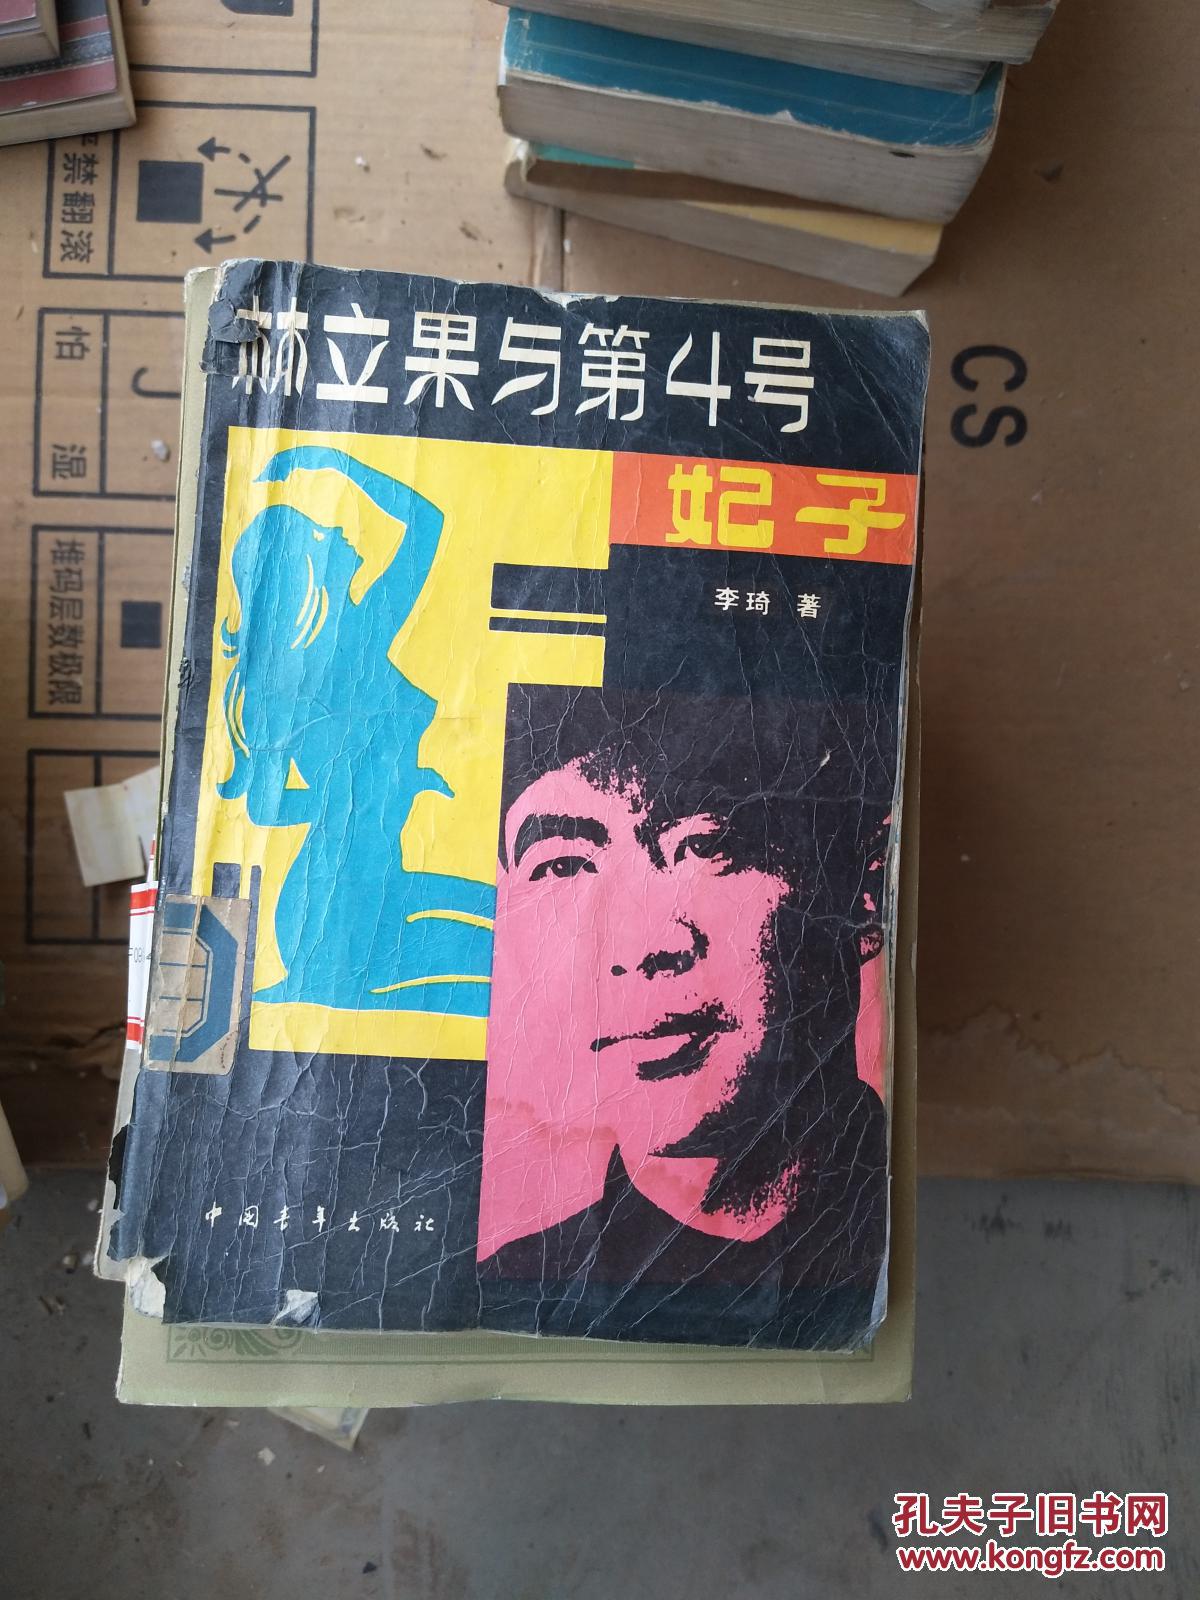 严禁翻滚
怕湿
堆码层数极限
CS
林立果与第4号
妃子
李琦 著
中国青年出版社
孔夫子旧书网
www.kongfz.com